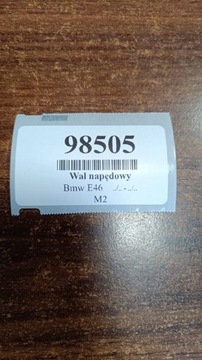 98505
Wał napędowy
Bmw E46 ../.. - ../..
M2